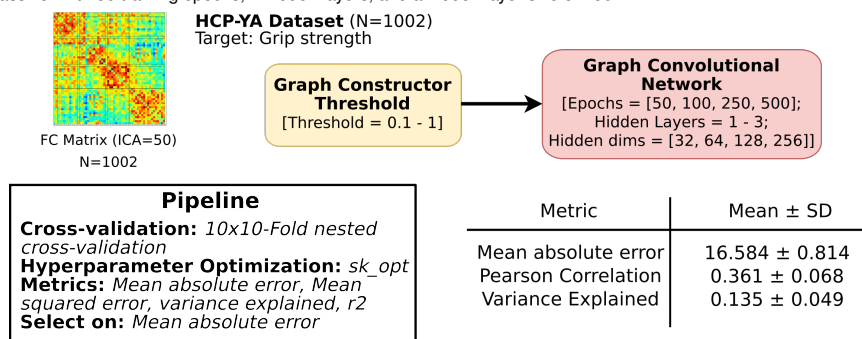 HCP-YA Dataset (N=1002)
Target: Grip strength
FC Matrix (ICA=50)
N=1002
Graph Constructor
Threshold
[Threshold = 0.1 - 1]
Graph Convolutional
Network
[Epochs = [50, 100, 250, 500];
Hidden Layers = 1 - 3;
Hidden dims = [32, 64, 128, 256]]
Pipeline
Cross-validation: 10x10-Fold nested
cross-validation
Hyperparameter Optimization: sk_opt
Metrics: Mean absolute error, Mean
squared error, variance explained, r2
Select on: Mean absolute error
Metric Mean ± SD
Mean absolute error 16.584 ± 0.814
Pearson Correlation 0.361 ± 0.068
Variance Explained 0.135 ± 0.049